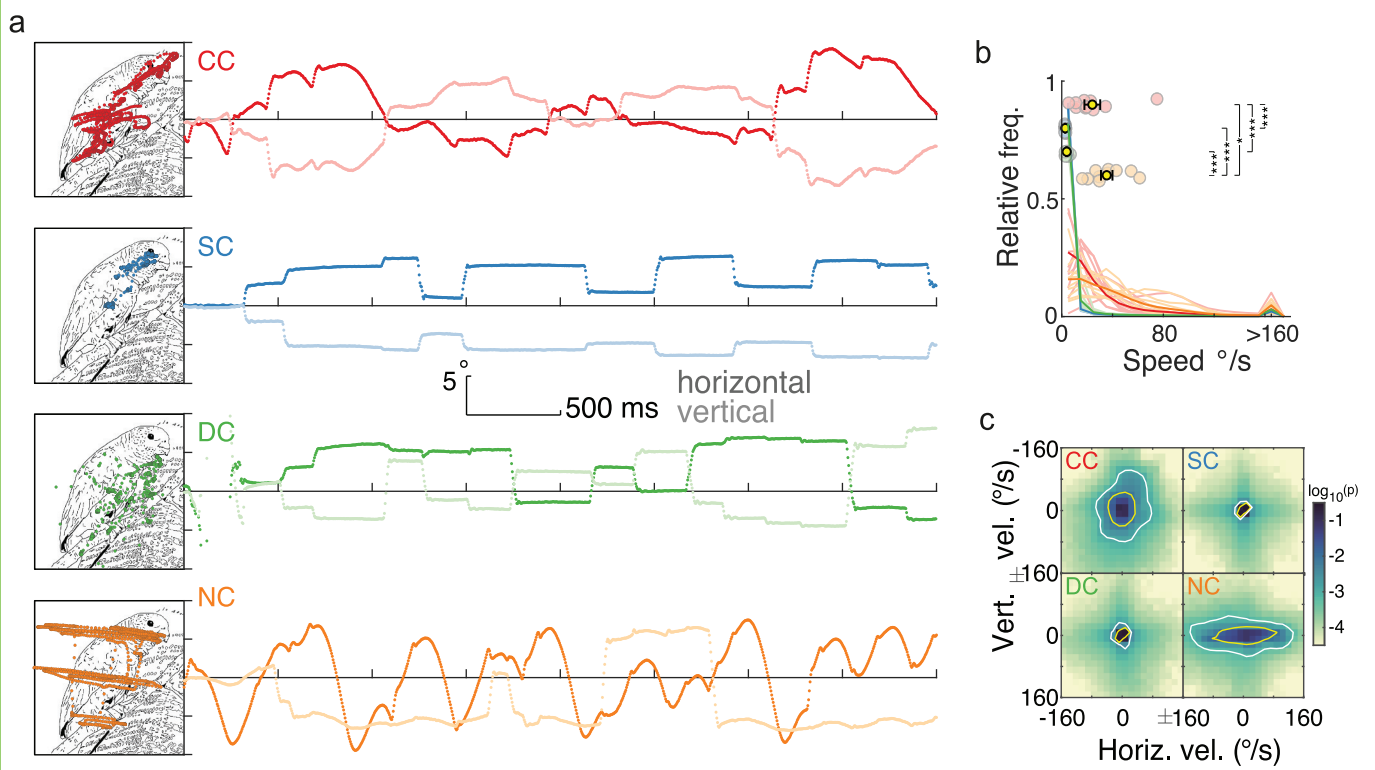 a
CC
SC
5°
500 ms
horizontal
vertical
DC
NC
b
Relative freq.
1
0.5
0
***
***
*
***
***
0
80
>160
Speed °/s
c
-160
0
±160
0
160
Vert. vel. (º/s)
CC
SC
DC
NC
-160
0
±160
0
160
Horiz. vel. (°/s)
log10(p)
-1
-2
-3
-4